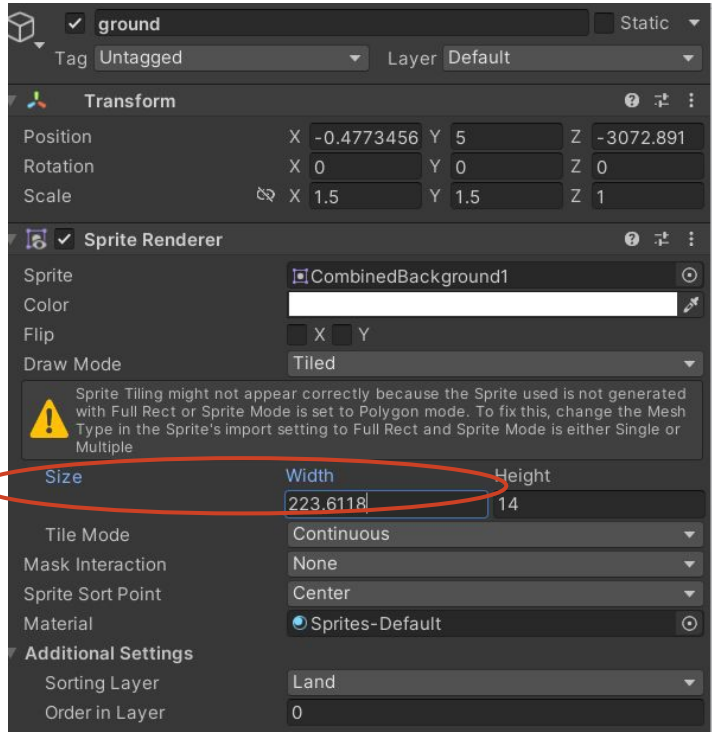 ground Static
Tag Untagged Layer Default
Transform
Position X -0.4773456 Y 5 Z -3072.891
Rotation X 0 Y 0 Z 0
Scale X 1.5 Y 1.5 Z 1
Sprite Renderer
Sprite CombinedBackground1
Color
Flip X Y
Draw Mode Tiled
Sprite Tiling might not appear correctly because the Sprite used is not generated
with Full Rect or Sprite Mode is set to Polygon mode. To fix this, change the Mesh
Type in the Sprite's import setting to Full Rect and Sprite Mode is either Single or
Multiple
Size Width Height
223.6118 14
Tile Mode Continuous
Mask Interaction None
Sprite Sort Point Center
Material Sprites-Default
Additional Settings
Sorting Layer Land
Order in Layer 0